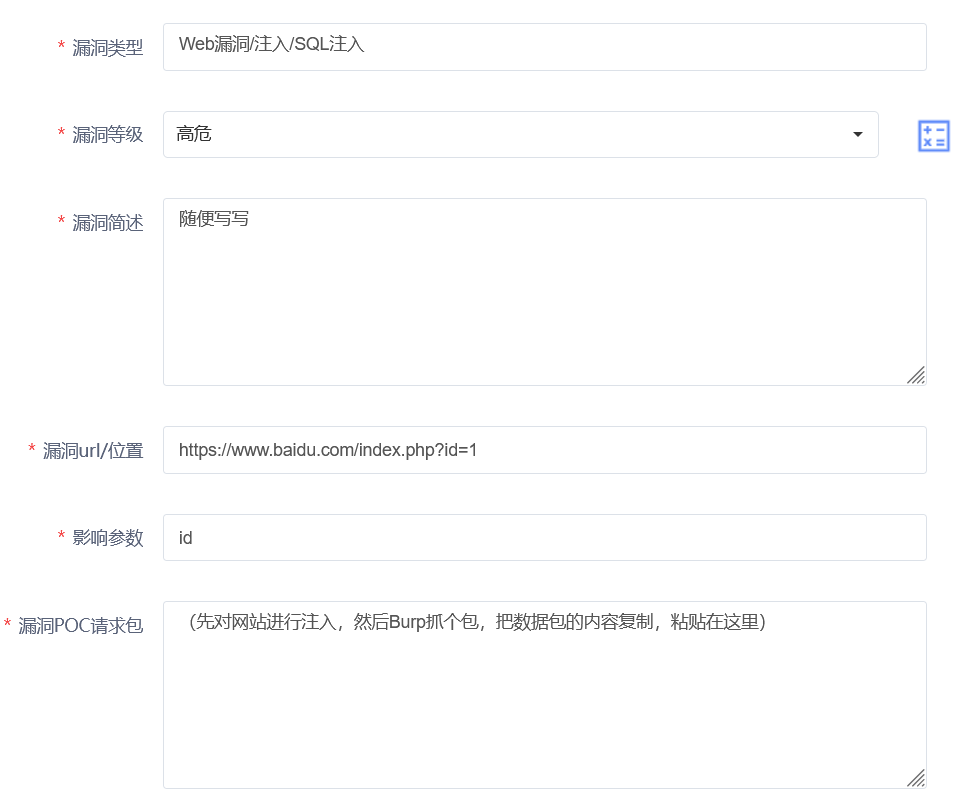 * 漏洞类型 Web漏洞/注入/SQL注入
* 漏洞等级 高危
* 漏洞简述 随便写写
* 漏洞url/位置 https://www.baidu.com/index.php?id=1
* 影响参数 id
* 漏洞POC请求包 （先对网站进行注入，然后Burp抓个包，把数据包的内容复制，粘贴在这里）